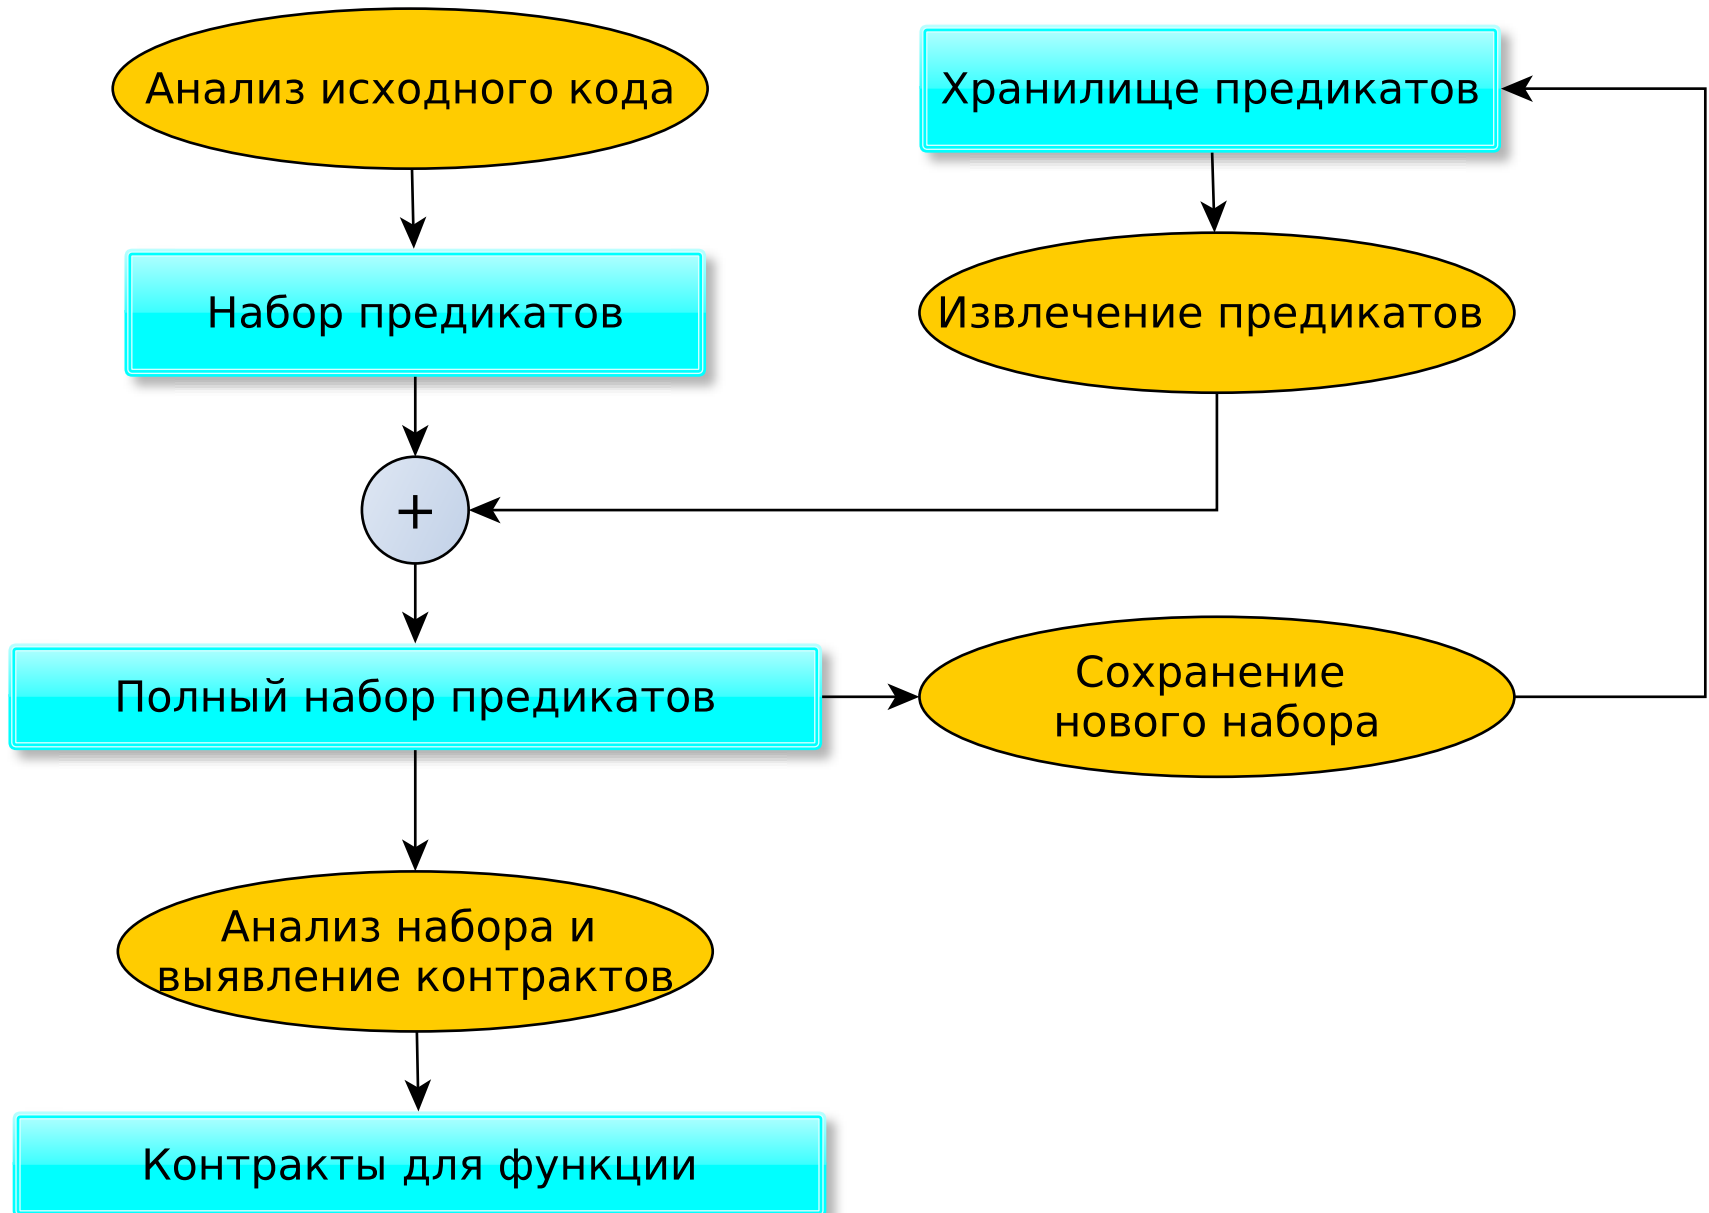 Анализ исходного кода
Хранилище предикатов
Набор предикатов
Извлечение предикатов
+
Полный набор предикатов
Сохранение
нового набора
Анализ набора и
выявление контрактов
Контракты для функции